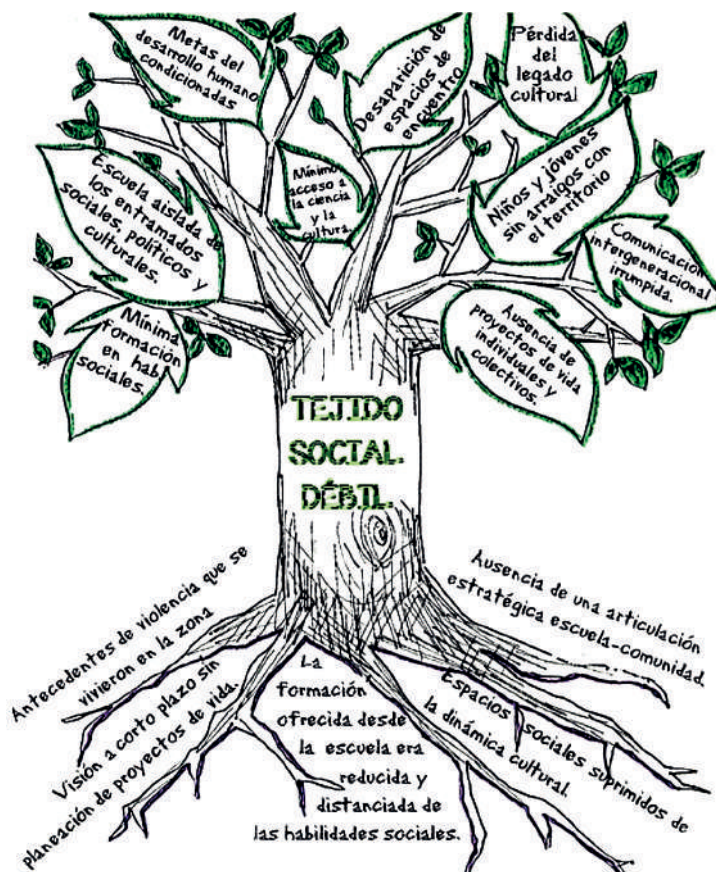 Metas del
desarrollo humano
condicionadas
Desaparición de
espacios de
encuentro
Pérdida
del
legado
cultural
Escuela aislada de
los entramados
sociales, políticos y
culturales.
Mínimo
acceso a
la ciencia
y la
cultura.
Niños y jóvenes
sin arraigos con
el territorio
Comunicación
intergeneracional
irrumpida.
Mínima
formación
en hab.
sociales.
Ausencia de
proyectos de vida
individuales y
colectivos.
TEJIDO
SOCIAL.
DÉBIL.
Antecedentes de violencia que se
vivieron en la zona
Visión a corto plazo sin
planeación de proyectos de vida.
La
formación
ofrecida desde
la escuela era
reducida y
distanciada de
las habilidades sociales.
Espacios sociales suprimidos de
la dinámica cultural.
Ausencia de una articulación
estratégica escuela-comunidad.